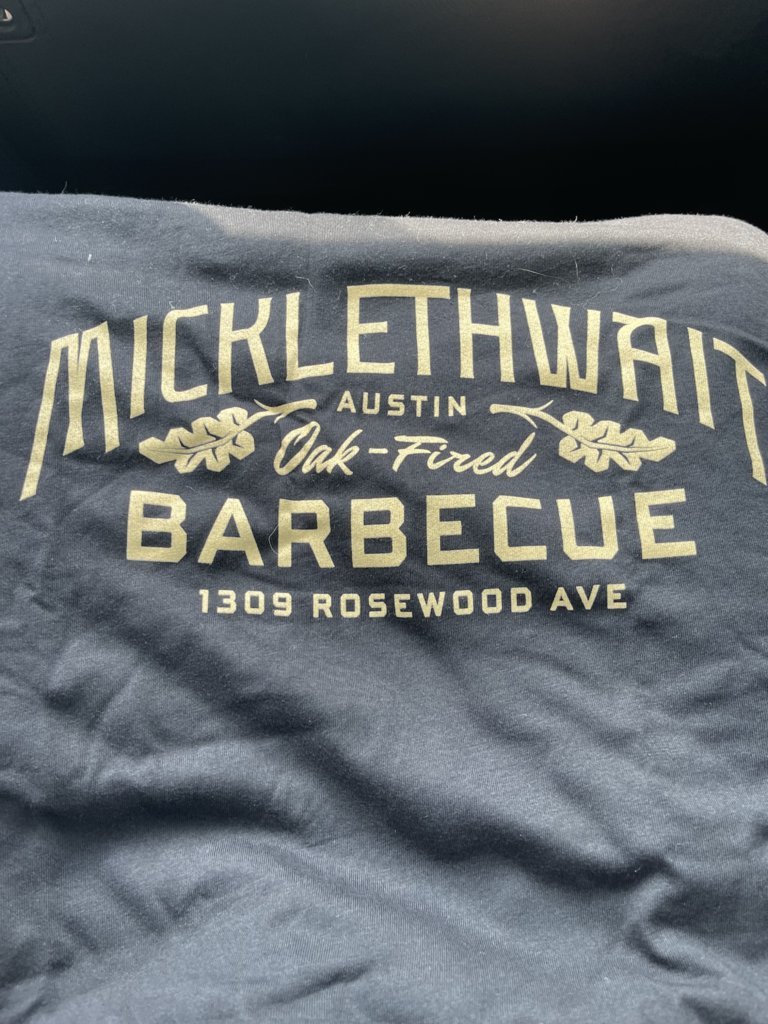 MICKLETHWAIT
AUSTIN
Oak-Fired
BARBECUE
1309 ROSEWOOD AVE